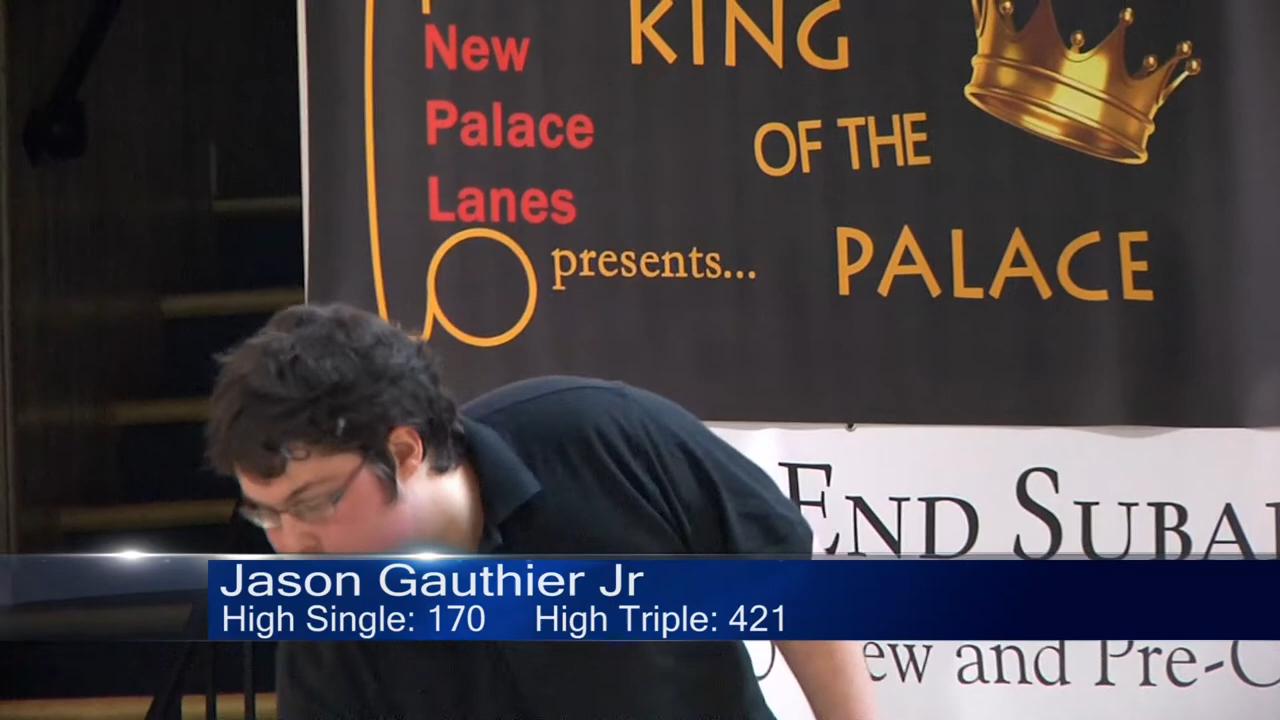 New
Palace
Lanes
presents...
KING
OF THE
PALACE
END SUBA
ew and Pre-
Jason Gauthier Jr
High Single: 170 High Triple: 421